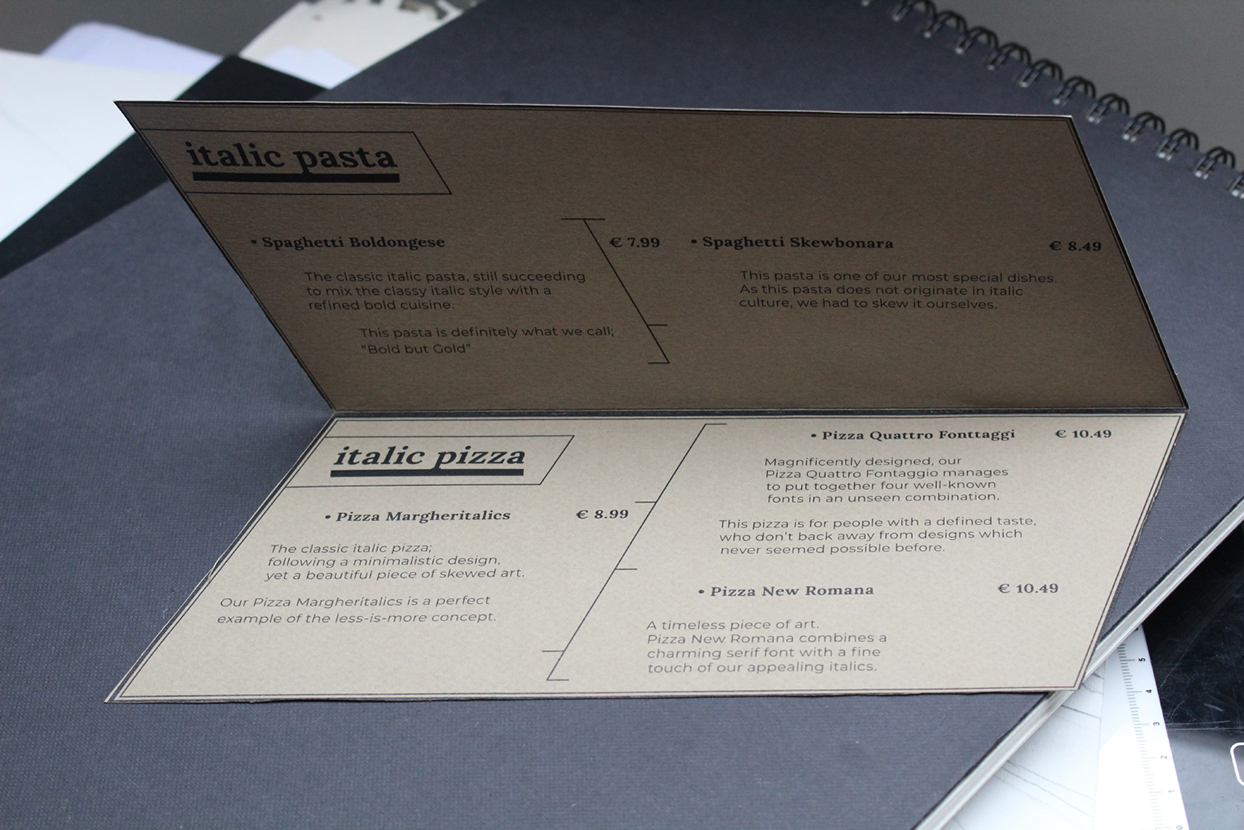 italic pasta
• Spaghetti Boldongese € 7.99
The classic italic pasta, still succeeding
to mix the classy italic style with a
refined bold cuisine.
This pasta is definitely what we call;
"Bold but Gold"
• Spaghetti Skewbonara € 8.49
This pasta is one of our most special dishes.
As this pasta does not originate in italic
culture, we had to skew it ourselves.
italic pizza
• Pizza Margheritalics € 8.99
The classic italic pizza;
following a minimalistic design,
yet a beautiful piece of skewed art.
Our Pizza Margheritalics is a perfect
example of the less-is-more concept.
• Pizza Quattro Fonttaggi € 10.49
Magnificently designed, our
Pizza Quattro Fontaggio manages
to put together four well-known
fonts in an unseen combination.
This pizza is for people with a defined taste,
who don't back away from designs which
never seemed possible before.
• Pizza New Romana € 10.49
A timeless piece of art.
Pizza New Romana combines a
charming serif font with a fine
touch of our appealing italics.
5
4
3
2
1
0